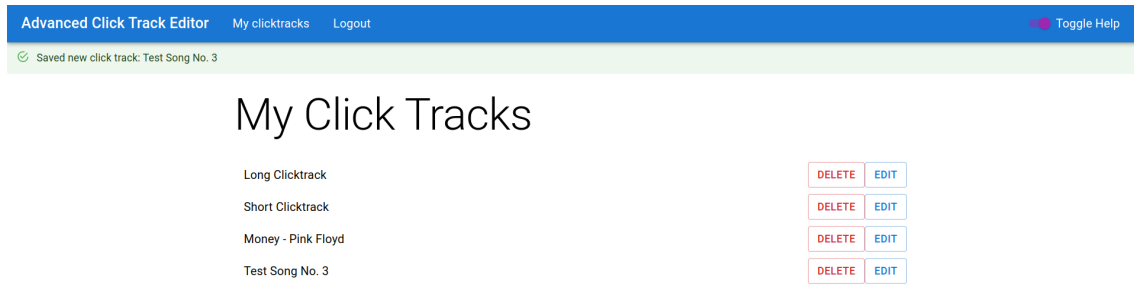 Advanced Click Track Editor My clicktracks Logout Toggle Help
Saved new click track: Test Song No. 3
My Click Tracks
Long Clicktrack DELETE EDIT
Short Clicktrack DELETE EDIT
Money - Pink Floyd DELETE EDIT
Test Song No. 3 DELETE EDIT